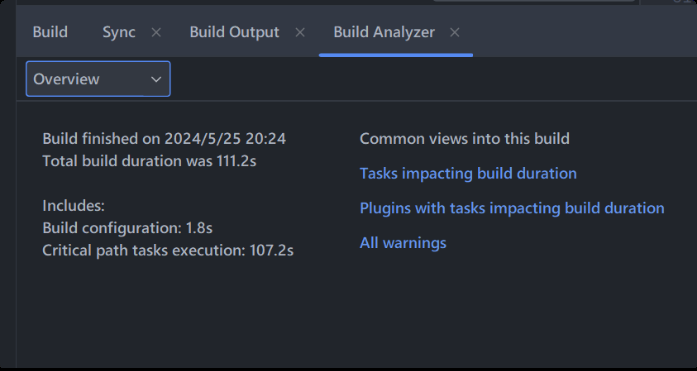 Build Sync Build Output Build Analyzer
Overview
Build finished on 2024/5/25 20:24
Total build duration was 111.2s
Includes:
Build configuration: 1.8s
Critical path tasks execution: 107.2s
Common views into this build
Tasks impacting build duration
Plugins with tasks impacting build duration
All warnings